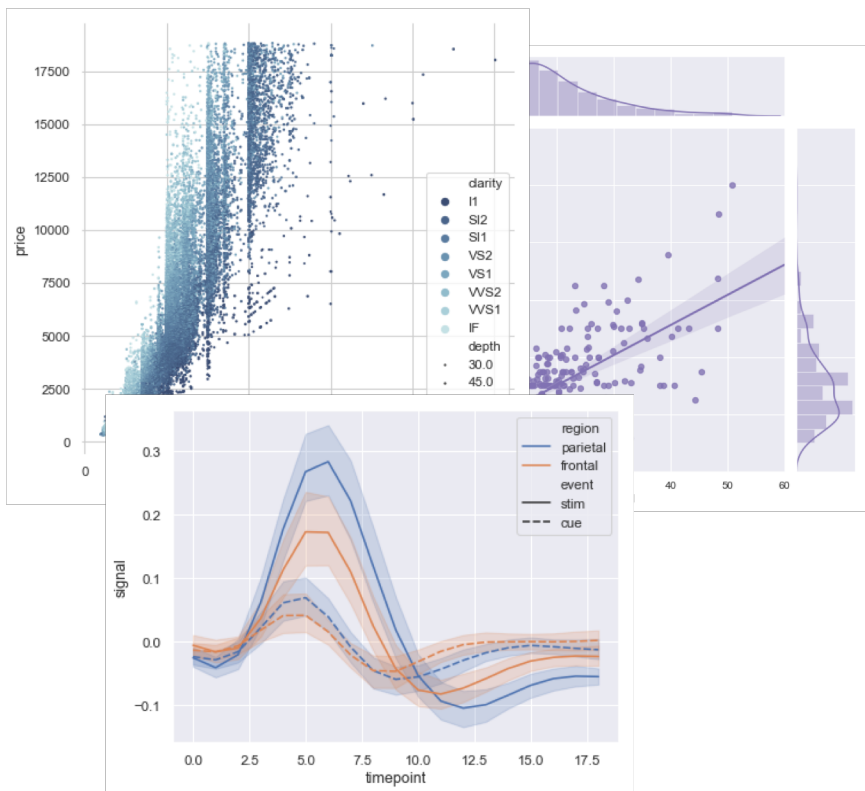 17500
15000
12500
10000
7500
5000
2500
0
price
0
clarity
I1
SI2
SI1
VS2
VS1
VVS2
VVS1
IF
depth
30.0
45.0
40
50
60
region
parietal
frontal
event
stim
cue
0.3
0.2
0.1
0.0
−0.1
signal
0.0 2.5 5.0 7.5 10.0 12.5 15.0 17.5
timepoint